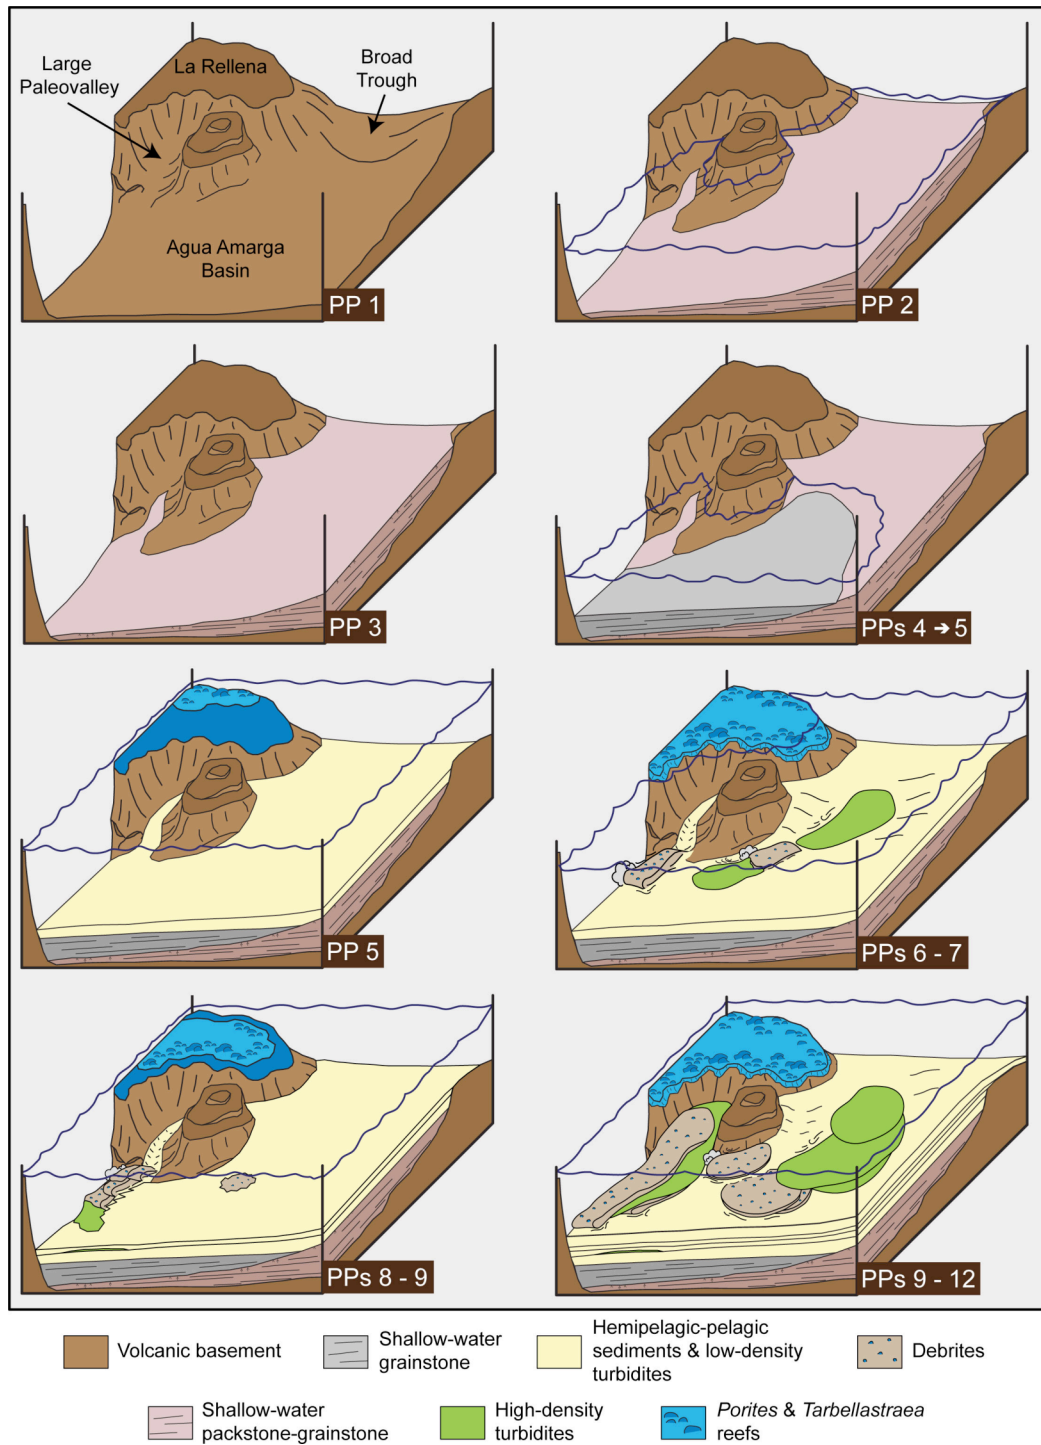 Large
Paleovalley
La Rellena
Broad
Trough
Agua Amarga
Basin
PP 1
PP 2
PP 3
PPs 4 ➔ 5
PP 5
PPs 6 - 7
PPs 8 - 9
PPs 9 - 12
Volcanic basement
Shallow-water
grainstone
Hemipelagic-pelagic
sediments & low-density
turbidites
Debrites
Shallow-water
packstone-grainstone
High-density
turbidites
Porites & Tarbellastraea
reefs